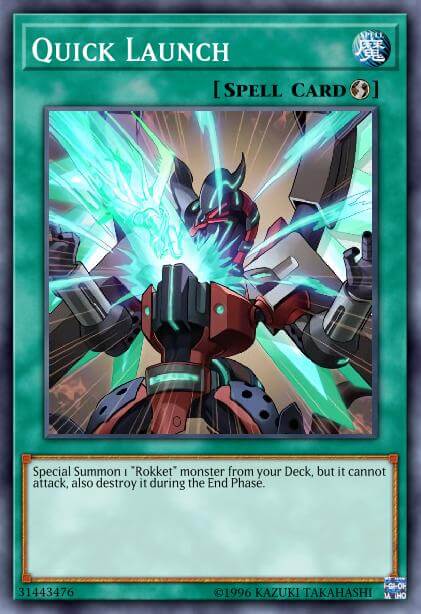 Quick Launch
SPELL
魔
[Spell Card]
Special Summon 1 "Rokket" monster from your Deck, but it cannot
attack, also destroy it during the End Phase.
31443476
©1996 KAZUKI TAKAHASHI